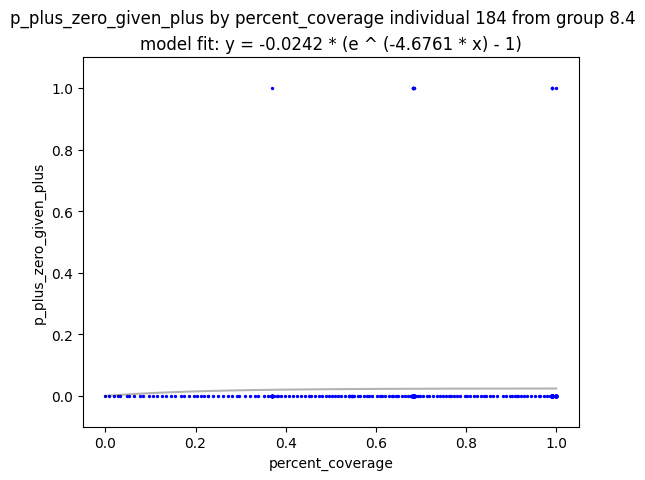 p_plus_zero_given_plus by percent_coverage individual 184 from group 8.4
model fit: y = -0.0242 * (e ^ (-4.6761 * x) - 1)
p_plus_zero_given_plus
1.0
0.8
0.6
0.4
0.2
0.0
0.0 0.2 0.4 0.6 0.8 1.0
percent_coverage